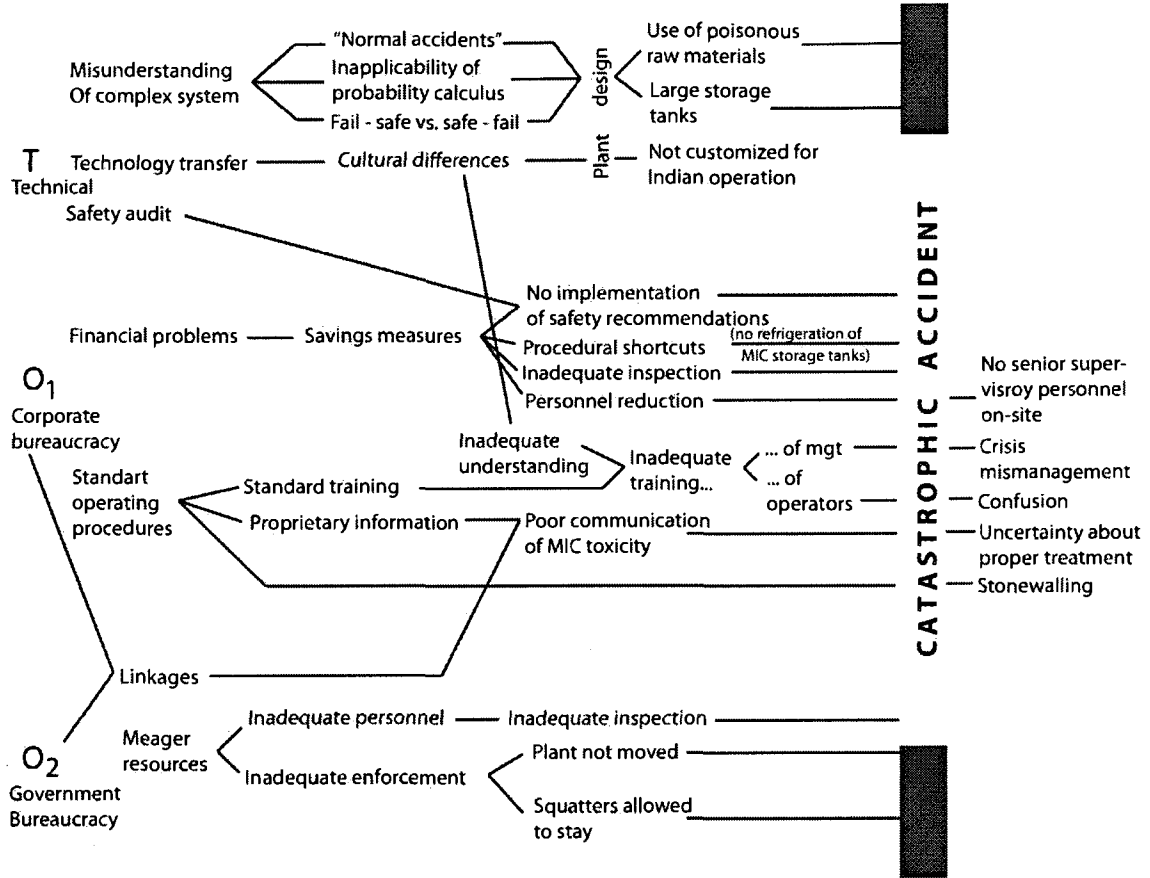 "Normal accidents"
Misunderstanding
Of complex system
Inapplicability of
probability calculus
Fail - safe vs. safe - fail
Plant design
Use of poisonous
raw materials
Large storage
tanks
T
Technical
Technology transfer
Cultural differences
Not customized for
Indian operation
Safety audit
No implementation
of safety recommendations
Financial problems
Savings measures
Procedural shortcuts
(no refrigeration of
MIC storage tanks)
Inadequate inspection
Personnel reduction
CATASTROPHIC ACCIDENT
No senior super-
visroy personnel
on-site
O1
Corporate
bureaucracy
Inadequate
understanding
Inadequate
training...
... of mgt
... of
operators
Crisis
mismanagement
Confusion
Standart
operating
procedures
Standard training
Proprietary information
Poor communication
of MIC toxicity
Uncertainty about
proper treatment
Stonewalling
Linkages
O2
Government
Bureaucracy
Meager
resources
Inadequate personnel
Inadequate inspection
Inadequate enforcement
Plant not moved
Squatters allowed
to stay